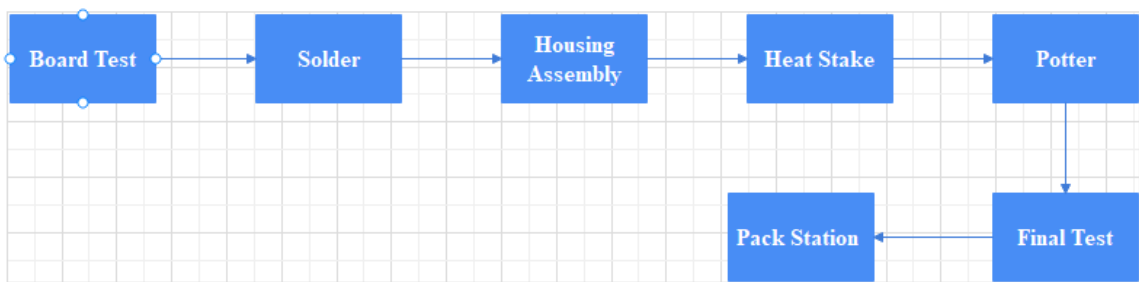 Board Test
Solder
Housing
Assembly
Heat Stake
Potter
Pack Station
Final Test